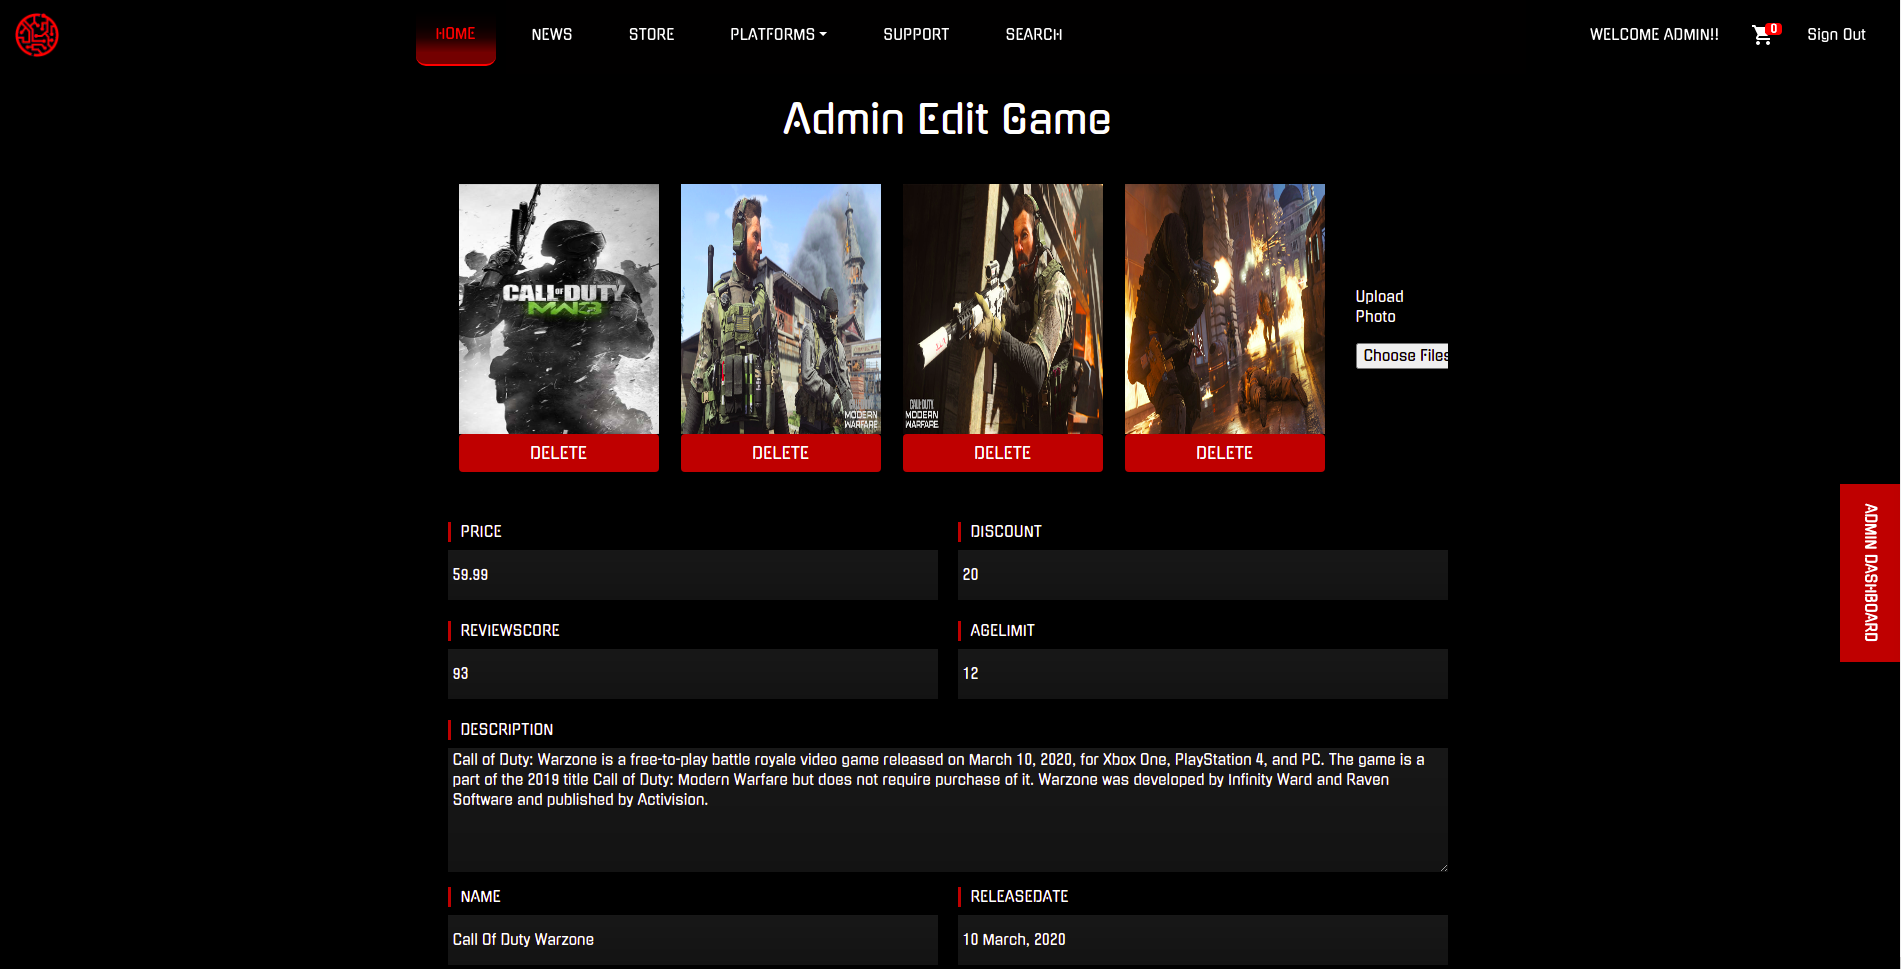 HOME NEWS STORE PLATFORMS SUPPORT SEARCH WELCOME ADMIN!! 0 Sign Out
Admin Edit Game
CALL OF DUTY
MW3
CALL OF DUTY
MODERN
WARFARE
CALL OF DUTY
MODERN
WARFARE
Upload
Photo
Choose Files
DELETE DELETE DELETE DELETE
ADMIN DASHBOARD
PRICE DISCOUNT
59.99 20
REVIEWSCORE AGELIMIT
93 12
DESCRIPTION
Call of Duty: Warzone is a free-to-play battle royale video game released on March 10, 2020, for Xbox One, PlayStation 4, and PC. The game is a
part of the 2019 title Call of Duty: Modern Warfare but does not require purchase of it. Warzone was developed by Infinity Ward and Raven
Software and published by Activision.
NAME RELEASEDATE
Call Of Duty Warzone 10 March, 2020